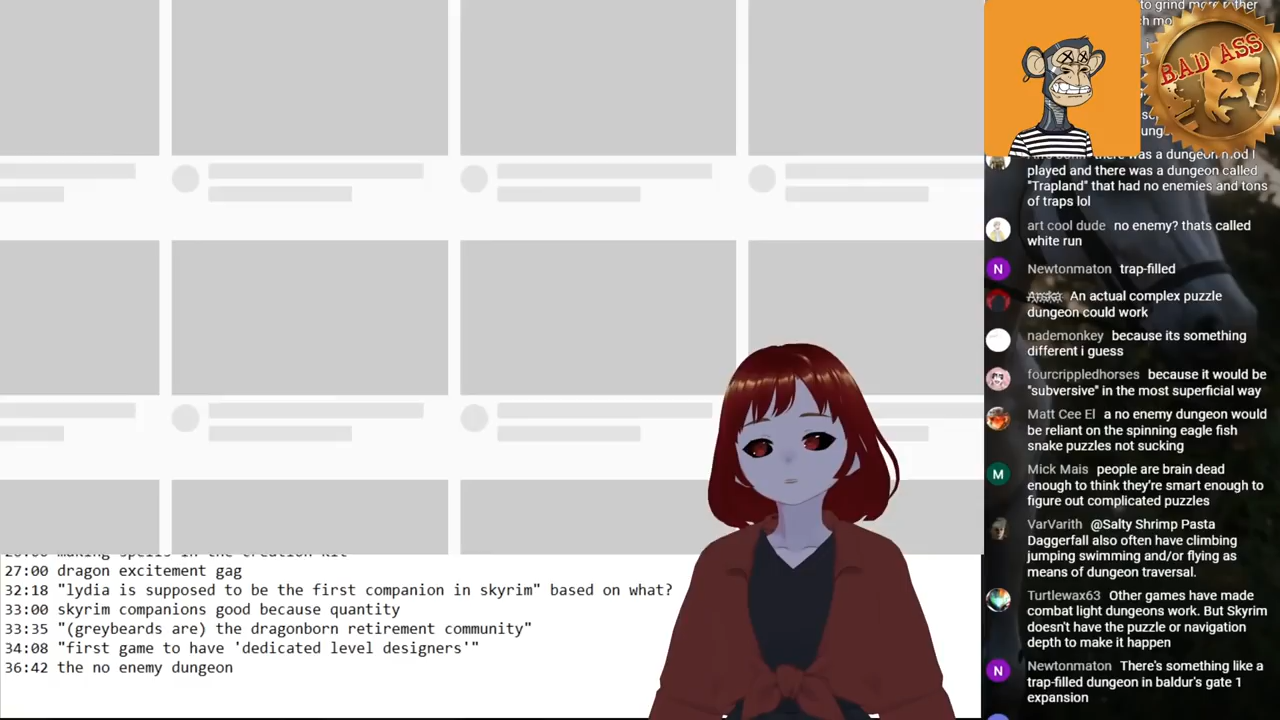 27:00 dragon excitement gag
32:18 "lydia is supposed to be the first companion in skyrim" based on what?
33:00 skyrim companions good because quantity
33:35 "(greybeards are) the dragonborn retirement community"
34:08 "first game to have 'dedicated level designers'"
36:42 the no enemy dungeon
BAD ASS
to grind more rather
there was a dungeon mod I
played and there was a dungeon called
"Trapland" that had no enemies and tons
of traps lol
art cool dude no enemy? thats called
white run
N Newtonmaton trap-filled
An actual complex puzzle
dungeon could work
nademonkey because its something
different i guess
fourcrippledhorses because it would be
"subversive" in the most superficial way
Matt Cee El a no enemy dungeon would
be reliant on the spinning eagle fish
snake puzzles not sucking
M Mick Mais people are brain dead
enough to think they're smart enough to
figure out complicated puzzles
VarVarith @Salty Shrimp Pasta
Daggerfall also often have climbing
jumping swimming and/or flying as
means of dungeon traversal.
Turtlewax63 Other games have made
combat light dungeons work. But Skyrim
doesn't have the puzzle or navigation
depth to make it happen
N Newtonmaton There's something like a
trap-filled dungeon in baldur's gate 1
expansion